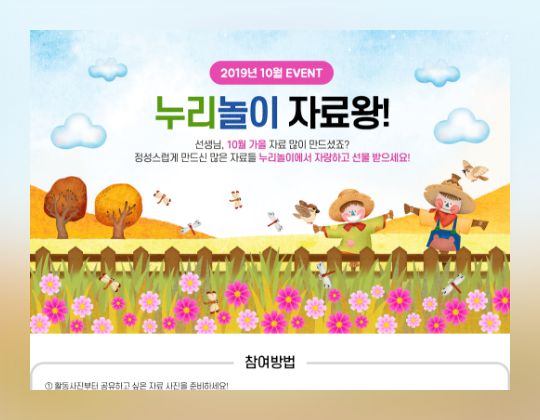 2019년 10월 EVENT
누리놀이 자료왕!
선생님, 10월 가을 자료 많이 만드셨죠?
정성스럽게 만드신 많은 자료들 누리놀이에서 자랑하고 선물 받으세요!
참여방법
① 활동사진부터 공유하고 싶은 자료 사진을 준비하세요!